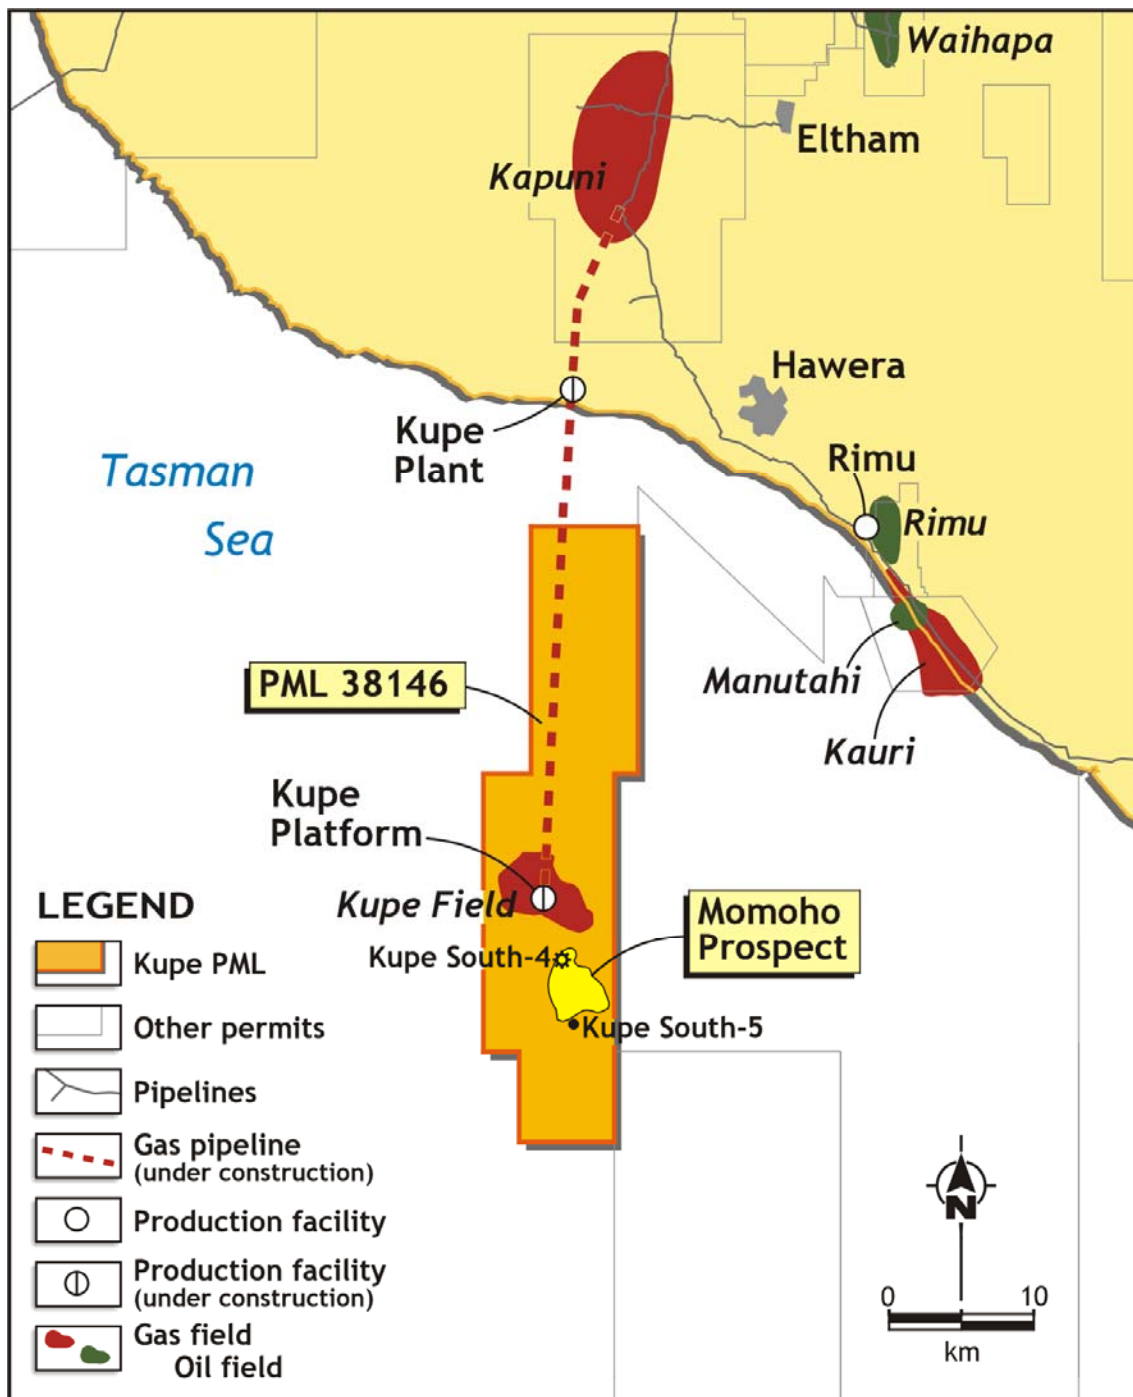 Waihapa
Eltham
Kapuni
Hawera
Kupe
Plant
Tasman
Sea
Rimu
Rimu
PML 38146
Manutahi
Kauri
Kupe
Platform
Kupe Field
Momoho
Prospect
Kupe South-4
Kupe South-5
LEGEND
Kupe PML
Other permits
Pipelines
Gas pipeline
(under construction)
Production facility
Production facility
(under construction)
Gas field
Oil field
N
0 10
km